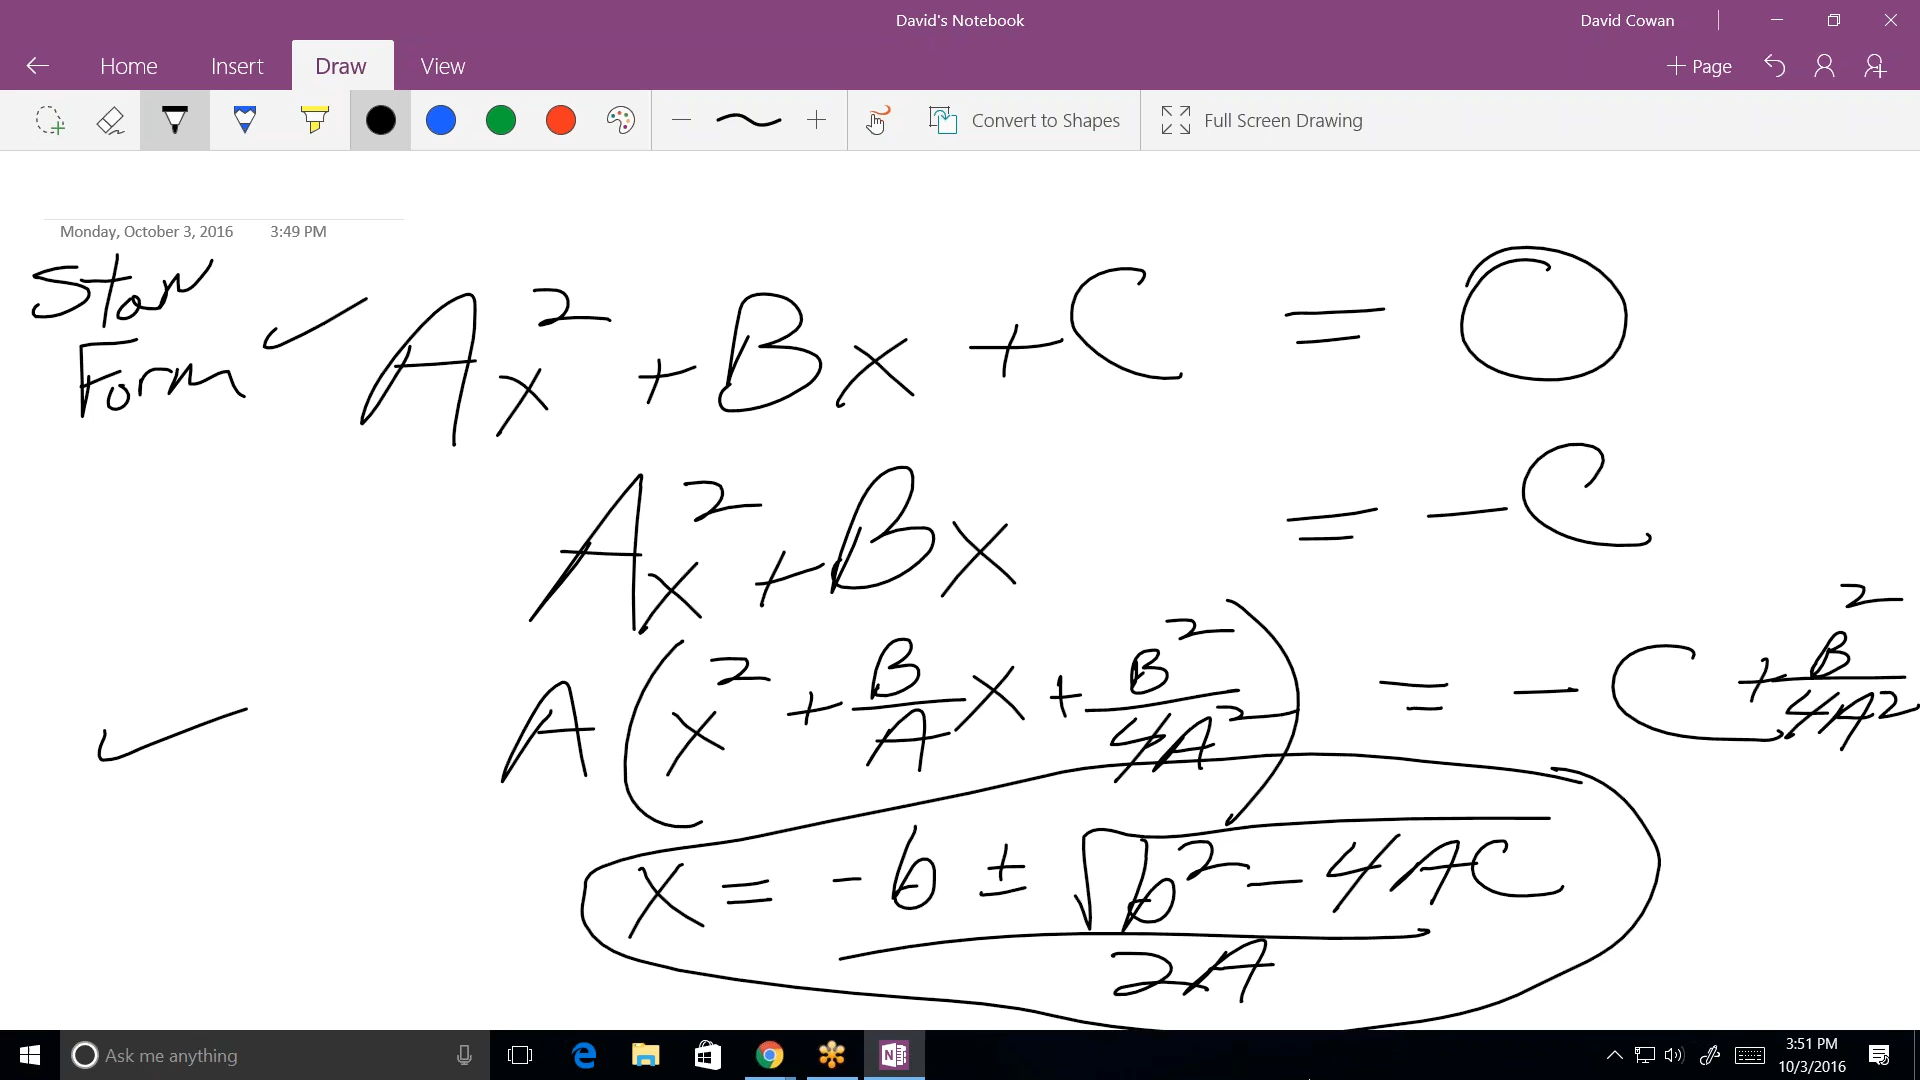 David's Notebook
David Cowan
Home Insert Draw View
Page
Convert to Shapes Full Screen Drawing
Monday, October 3, 2016 3:49 PM
Form
Ax² + Bx + C = 0
Ax² + Bx = -C
A(x² + B/A x + B²/4A²) = -C + B²/4A²
x = -b ± √b² - 4AC
2A
Ask me anything
3:51 PM
10/3/2016